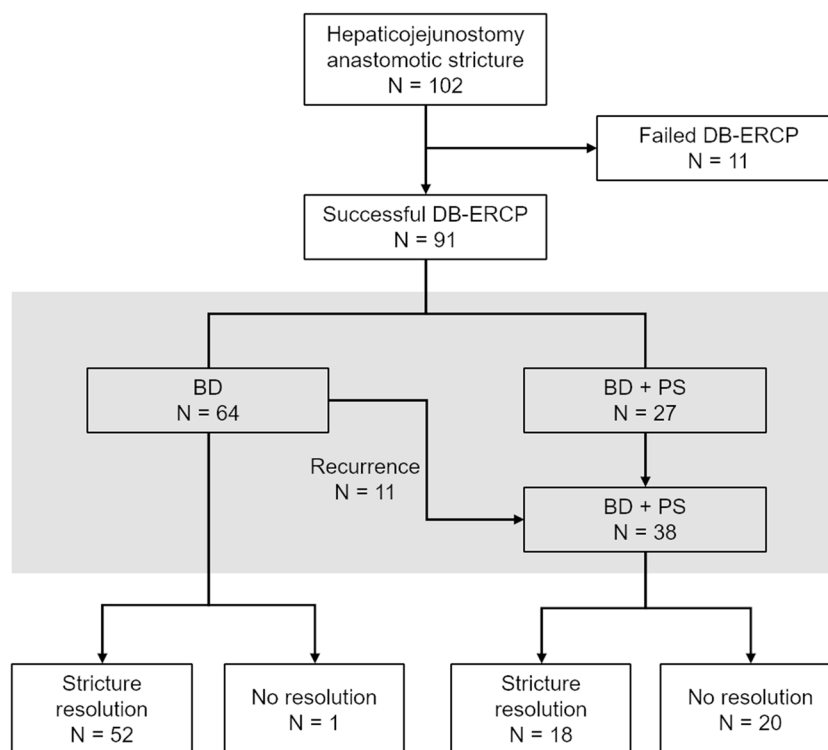 Hepaticojejunostomy
anastomotic stricture
N = 102
Failed DB-ERCP
N = 11
Successful DB-ERCP
N = 91
BD
N = 64
BD + PS
N = 27
Recurrence
N = 11
BD + PS
N = 38
Stricture
resolution
N = 52
No resolution
N = 1
Stricture
resolution
N = 18
No resolution
N = 20